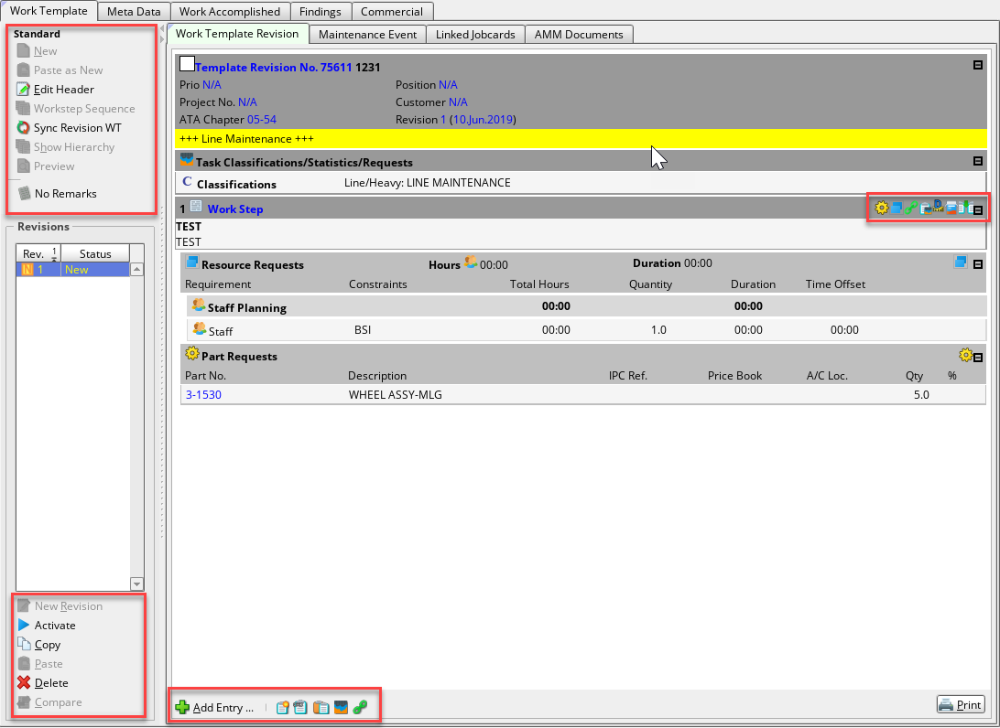 Work Template Meta Data Work Accomplished Findings Commercial
Standard
New
Paste as New
Edit Header
Workstep Sequence
Sync Revision WT
Show Hierarchy
Preview
No Remarks
Revisions
Rev. 1 Status
N 1 New
New Revision
Activate
Copy
Paste
Delete
Compare
Work Template Revision Maintenance Event Linked Jobcards AMM Documents
Template Revision No. 75611 1231
Prio N/A Position N/A
Project No. N/A Customer N/A
ATA Chapter 05-54 Revision 1 (10.Jun.2019)
+++ Line Maintenance +++
Task Classifications/Statistics/Requests
C Classifications Line/Heavy: LINE MAINTENANCE
1 Work Step
TEST
TEST
Resource Requests Hours 00:00 Duration 00:00
Requirement Constraints Total Hours Quantity Duration Time Offset
Staff Planning 00:00 00:00
Staff BSI 00:00 1.0 00:00 00:00
Part Requests
Part No. Description IPC Ref. Price Book A/C Loc. Qty %
3-1530 WHEEL ASSY-MLG 5.0
Add Entry ... Print